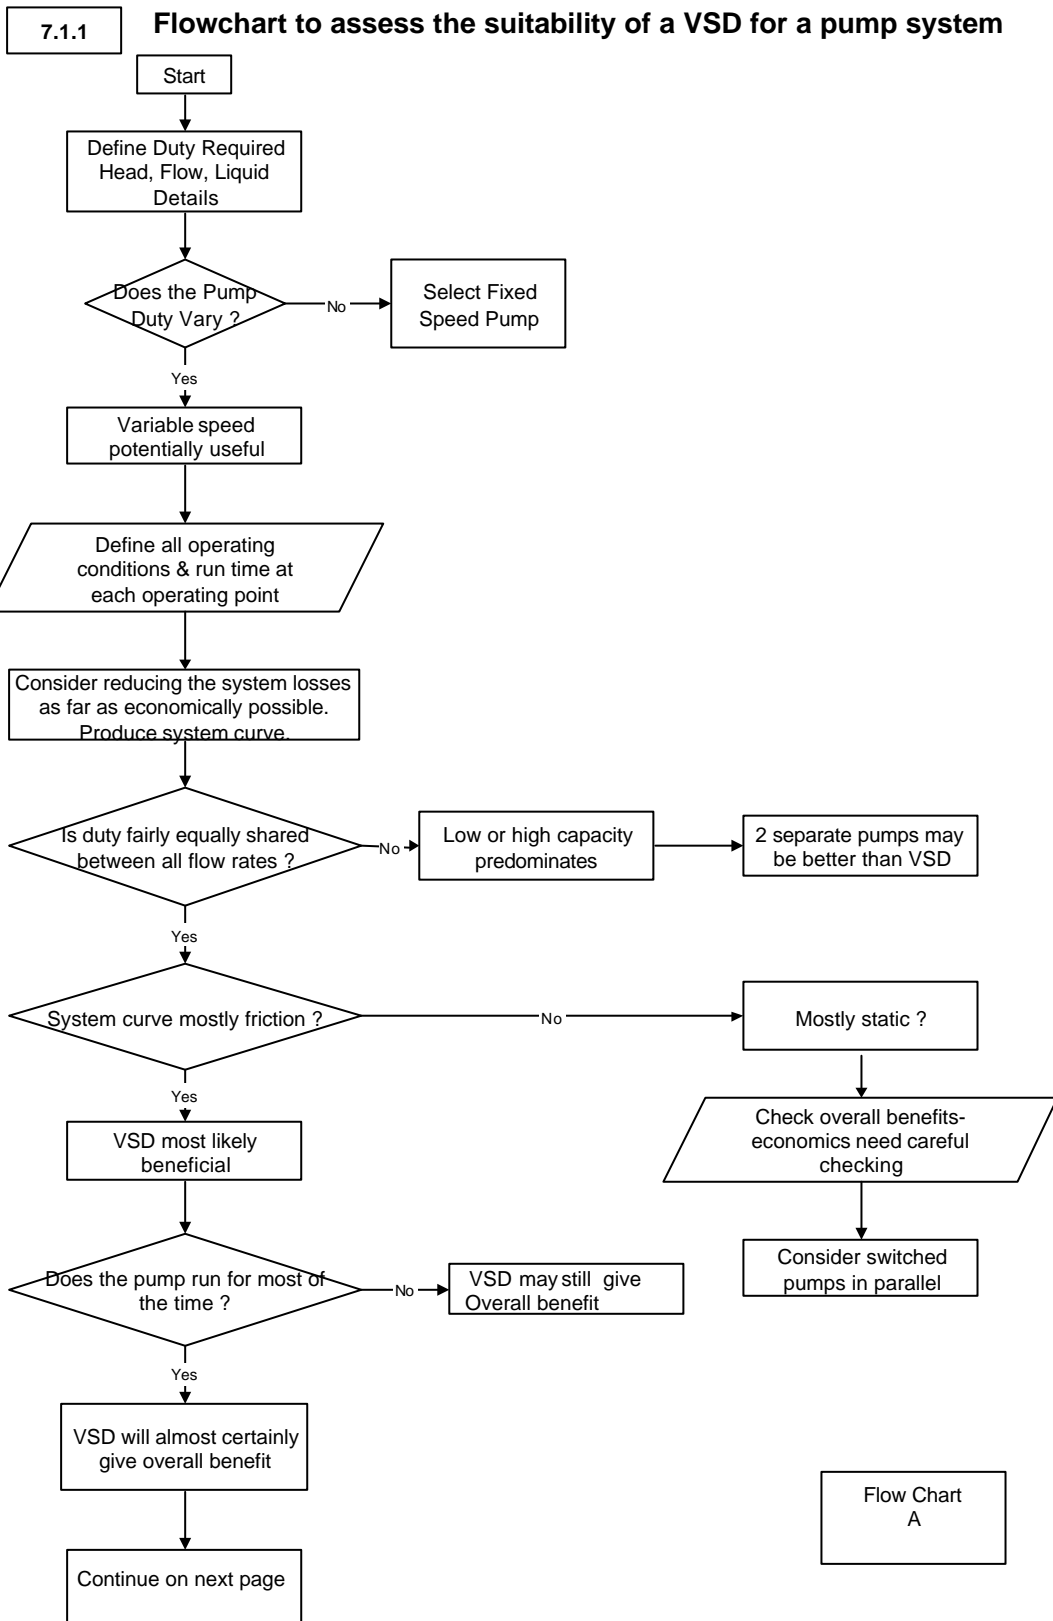 7.1.1
Flowchart to assess the suitability of a VSD for a pump system
Start
Define Duty Required
Head, Flow, Liquid
Details
Does the Pump
Duty Vary ?
No
Select Fixed
Speed Pump
Yes
Variable speed
potentially useful
Define all operating
conditions & run time at
each operating point
Consider reducing the system losses
as far as economically possible.
Produce system curve.
Is duty fairly equally shared
between all flow rates ?
No
Low or high capacity
predominates
2 separate pumps may
be better than VSD
Yes
System curve mostly friction ?
No
Mostly static ?
Yes
Check overall benefits-
economics need careful
checking
VSD most likely
beneficial
Consider switched
pumps in parallel
Does the pump run for most of
the time ?
No
VSD may still give
Overall benefit
Yes
VSD will almost certainly
give overall benefit
Flow Chart
A
Continue on next page